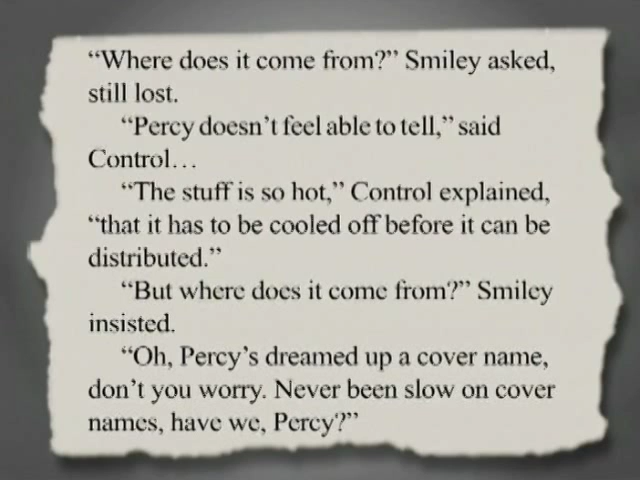 “Where does it come from?” Smiley asked,
still lost.
“Percy doesn’t feel able to tell,” said
Control…
“The stuff is so hot,” Control explained,
“that it has to be cooled off before it can be
distributed.”
“But where does it come from?” Smiley
insisted.
“Oh, Percy’s dreamed up a cover name,
don’t you worry. Never been slow on cover
names, have we, Percy?”